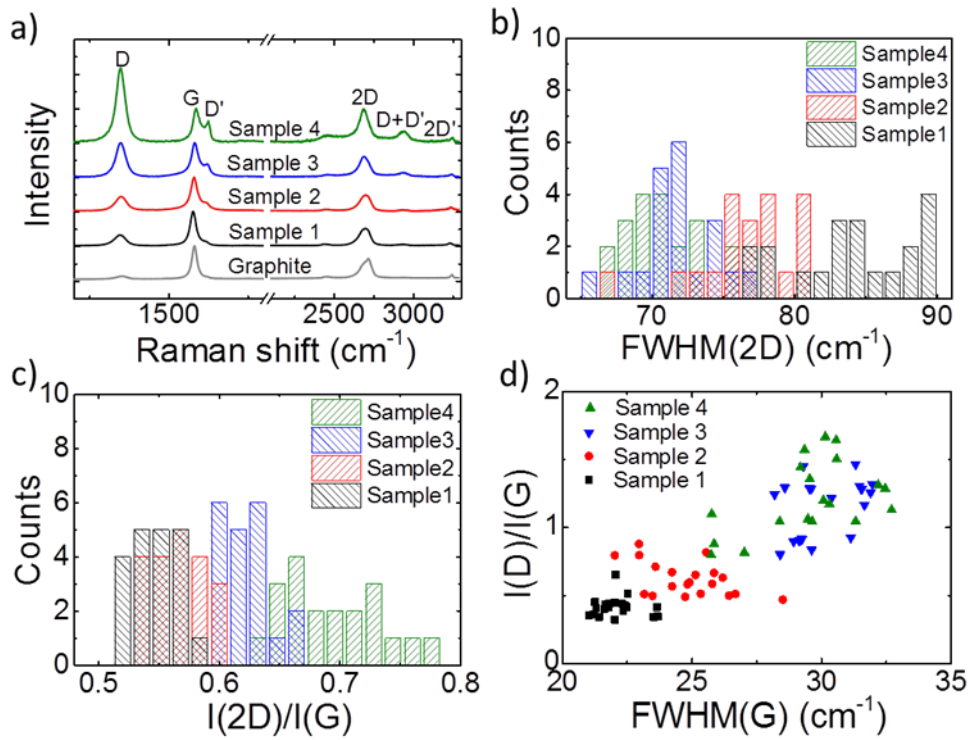 a)
D
G
D'
2D
D+D'
2D'
Sample 4
Sample 3
Sample 2
Sample 1
Graphite
Intensity
1500 2500 3000
Raman shift (cm-1)
b)
10
8
6
4
2
0
Counts
Sample4
Sample3
Sample2
Sample1
70 80 90
FWHM(2D) (cm-1)
c)
10
8
6
4
2
0
Counts
Sample4
Sample3
Sample2
Sample1
0.5 0.6 0.7 0.8
I(2D)/I(G)
d)
2
1
0
I(D)/I(G)
Sample 4
Sample 3
Sample 2
Sample 1
20 25 30 35
FWHM(G) (cm-1)